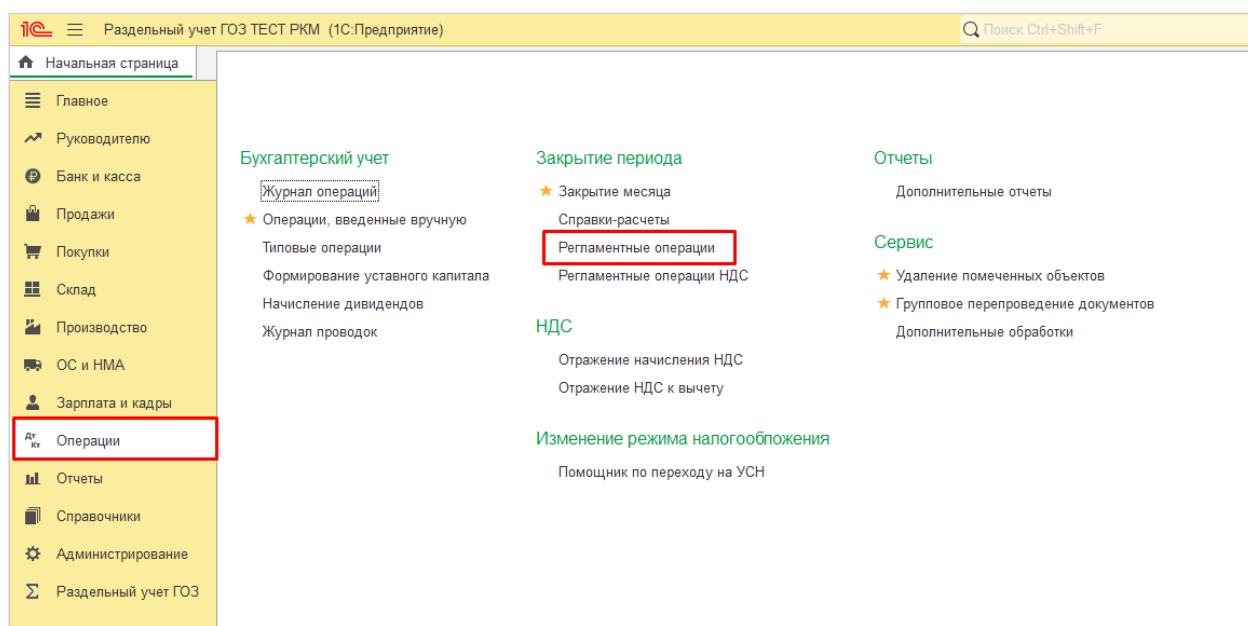 1С Раздельный учет ГОЗ ТЕСТ РКМ (1С:Предприятие)
Поиск Ctrl+Shift+F
Начальная страница
Главное
Руководителю
Банк и касса
Продажи
Покупки
Склад
Производство
ОС и НМА
Зарплата и кадры
Дт Кт Операции
Отчеты
Справочники
Администрирование
Раздельный учет ГОЗ
Бухгалтерский учет
Журнал операций
Операции, введенные вручную
Типовые операции
Формирование уставного капитала
Начисление дивидендов
Журнал проводок
Закрытие периода
Закрытие месяца
Справки-расчеты
Регламентные операции
Регламентные операции НДС
НДС
Отражение начисления НДС
Отражение НДС к вычету
Изменение режима налогообложения
Помощник по переходу на УСН
Отчеты
Дополнительные отчеты
Сервис
Удаление помеченных объектов
Групповое перепроведение документов
Дополнительные обработки